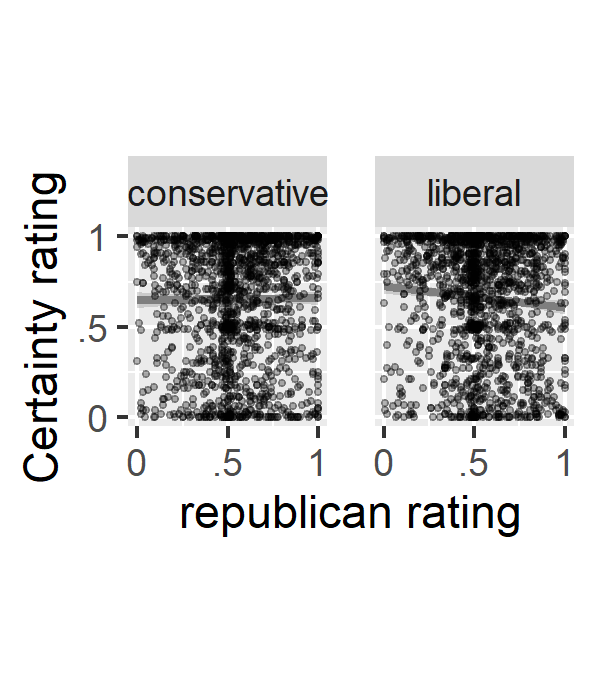 conservative liberal
Certainty rating
1
.5
0
0 .5 1 0 .5 1
republican rating